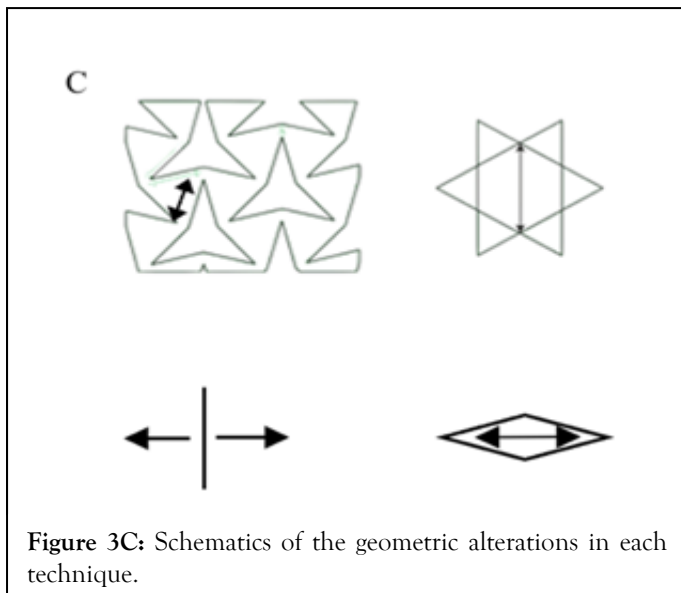 C
Figure 3C: Schematics of the geometric alterations in each
technique.